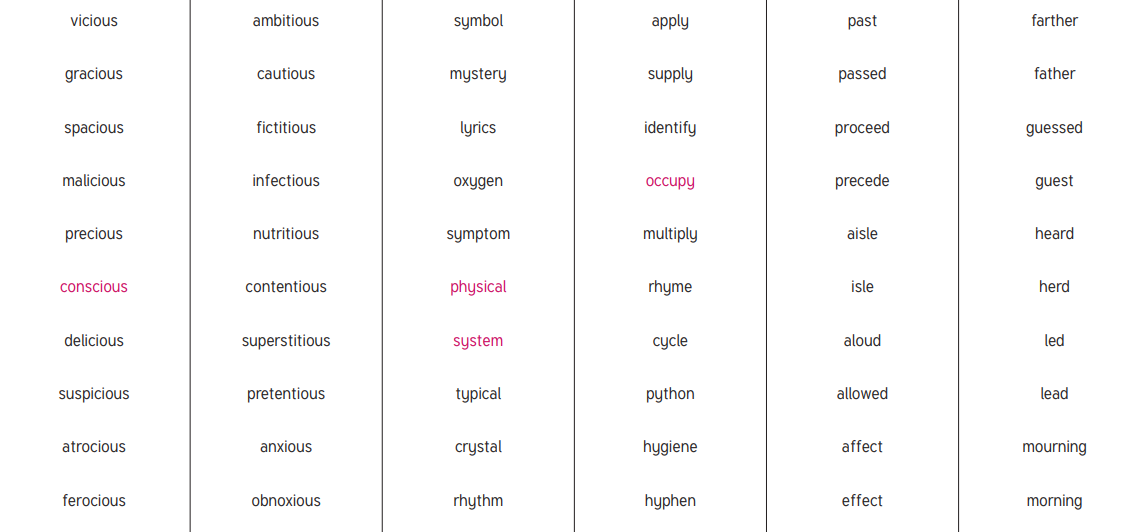 vicious ambitious symbol apply past farther
gracious cautious mystery supply passed father
spacious fictitious lyrics identify proceed guessed
malicious infectious oxygen occupy precede guest
precious nutritious symptom multiply aisle heard
conscious contentious physical rhyme isle herd
delicious superstitious system cycle aloud led
suspicious pretentious typical python allowed lead
atrocious anxious crystal hygiene affect mourning
ferocious obnoxious rhythm hyphen effect morning